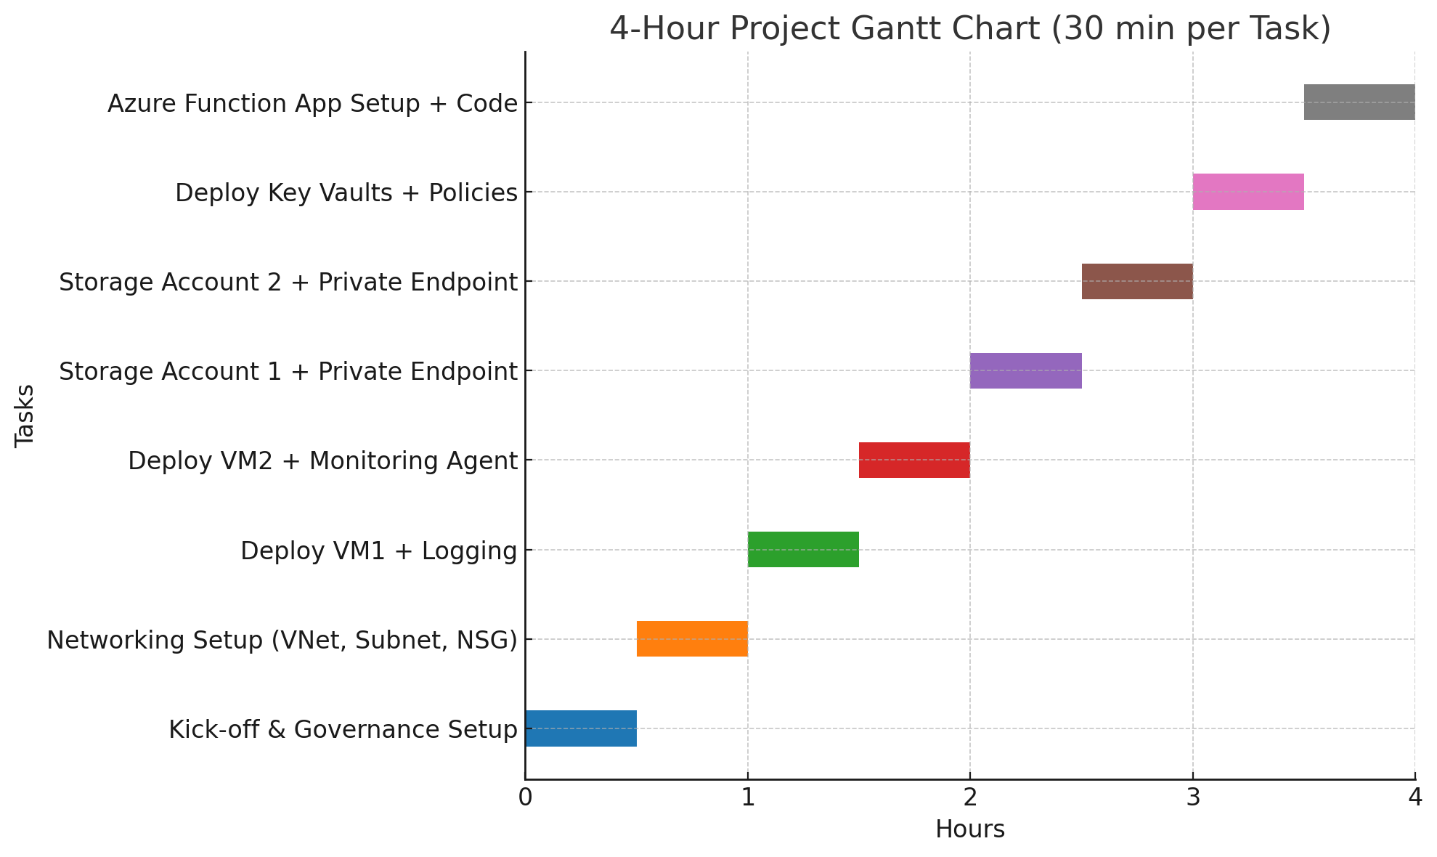 4-Hour Project Gantt Chart (30 min per Task)
Azure Function App Setup + Code
Deploy Key Vaults + Policies
Storage Account 2 + Private Endpoint
Storage Account 1 + Private Endpoint
Deploy VM2 + Monitoring Agent
Deploy VM1 + Logging
Networking Setup (VNet, Subnet, NSG)
Kick-off & Governance Setup
Tasks
0 1 2 3 4
Hours